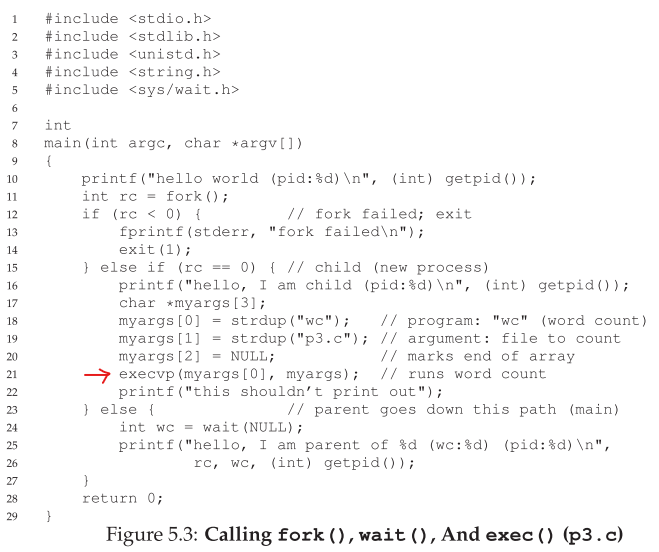 1 #include <stdio.h>
2 #include <stdlib.h>
3 #include <unistd.h>
4 #include <string.h>
5 #include <sys/wait.h>
6
7 int
8 main(int argc, char *argv[])
9 {
10 printf("hello world (pid:%d)\n", (int) getpid());
11 int rc = fork();
12 if (rc < 0) { // fork failed; exit
13 fprintf(stderr, "fork failed\n");
14 exit(1);
15 } else if (rc == 0) { // child (new process)
16 printf("hello, I am child (pid:%d)\n", (int) getpid());
17 char *myargs[3];
18 myargs[0] = strdup("wc"); // program: "wc" (word count)
19 myargs[1] = strdup("p3.c"); // argument: file to count
20 myargs[2] = NULL; // marks end of array
21 execvp(myargs[0], myargs); // runs word count
22 printf("this shouldn't print out");
23 } else { // parent goes down this path (main)
24 int wc = wait(NULL);
25 printf("hello, I am parent of %d (wc:%d) (pid:%d)\n",
26 rc, wc, (int) getpid());
27 }
28 return 0;
29 }
Figure 5.3: Calling fork(), wait(), And exec() (p3.c)